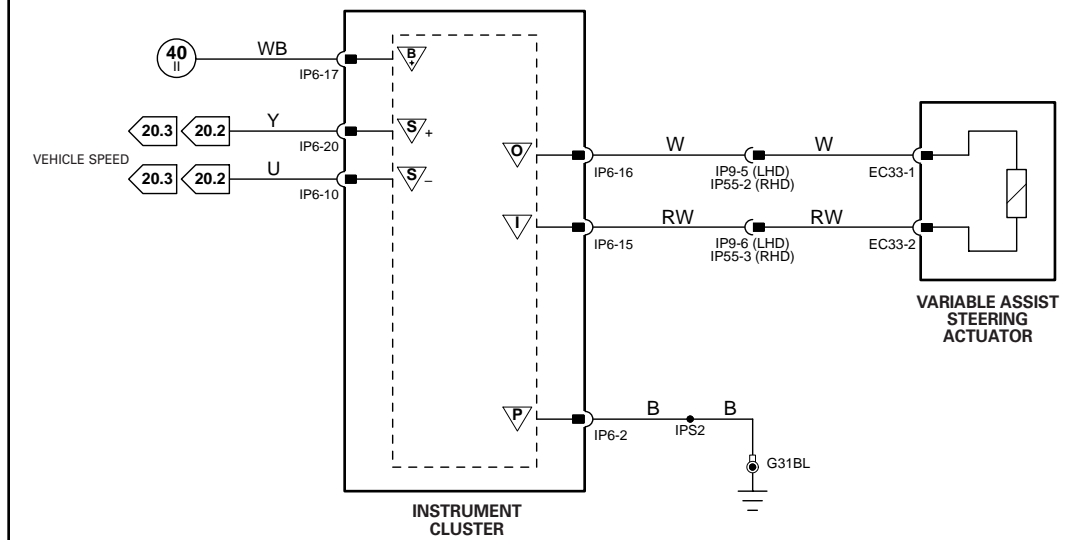 40
II
WB
IP6-17
B
+
20.3
20.2
Y
IP6-20
S
+
VEHICLE SPEED
20.3
20.2
U
IP6-10
S
–
O
IP6-16
W
IP9-5 (LHD)
IP55-2 (RHD)
W
EC33-1
I
IP6-15
RW
IP9-6 (LHD)
IP55-3 (RHD)
RW
EC33-2
VARIABLE ASSIST
STEERING
ACTUATOR
P
IP6-2
B
IPS2
B
G31BL
INSTRUMENT
CLUSTER